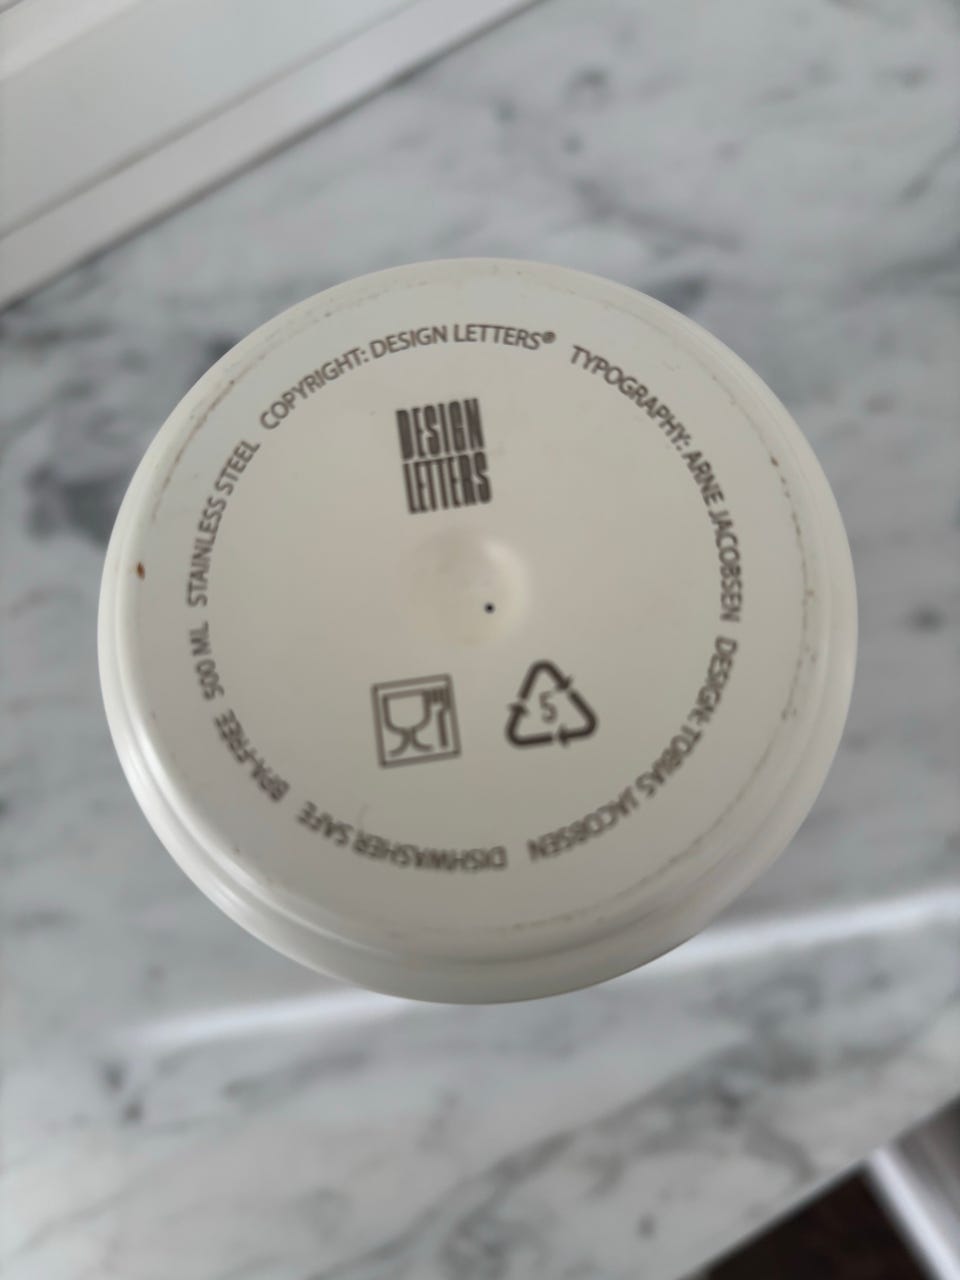 COPYRIGHT: DESIGN LETTERS®
TYPOGRAPHY: ARNE JACOBSEN
DESIGN: TOBIAS JACOBSEN
DISHWASHER SAFE
BPA-FREE
500 ML
STAINLESS STEEL
DESIGN
LETTERS
5